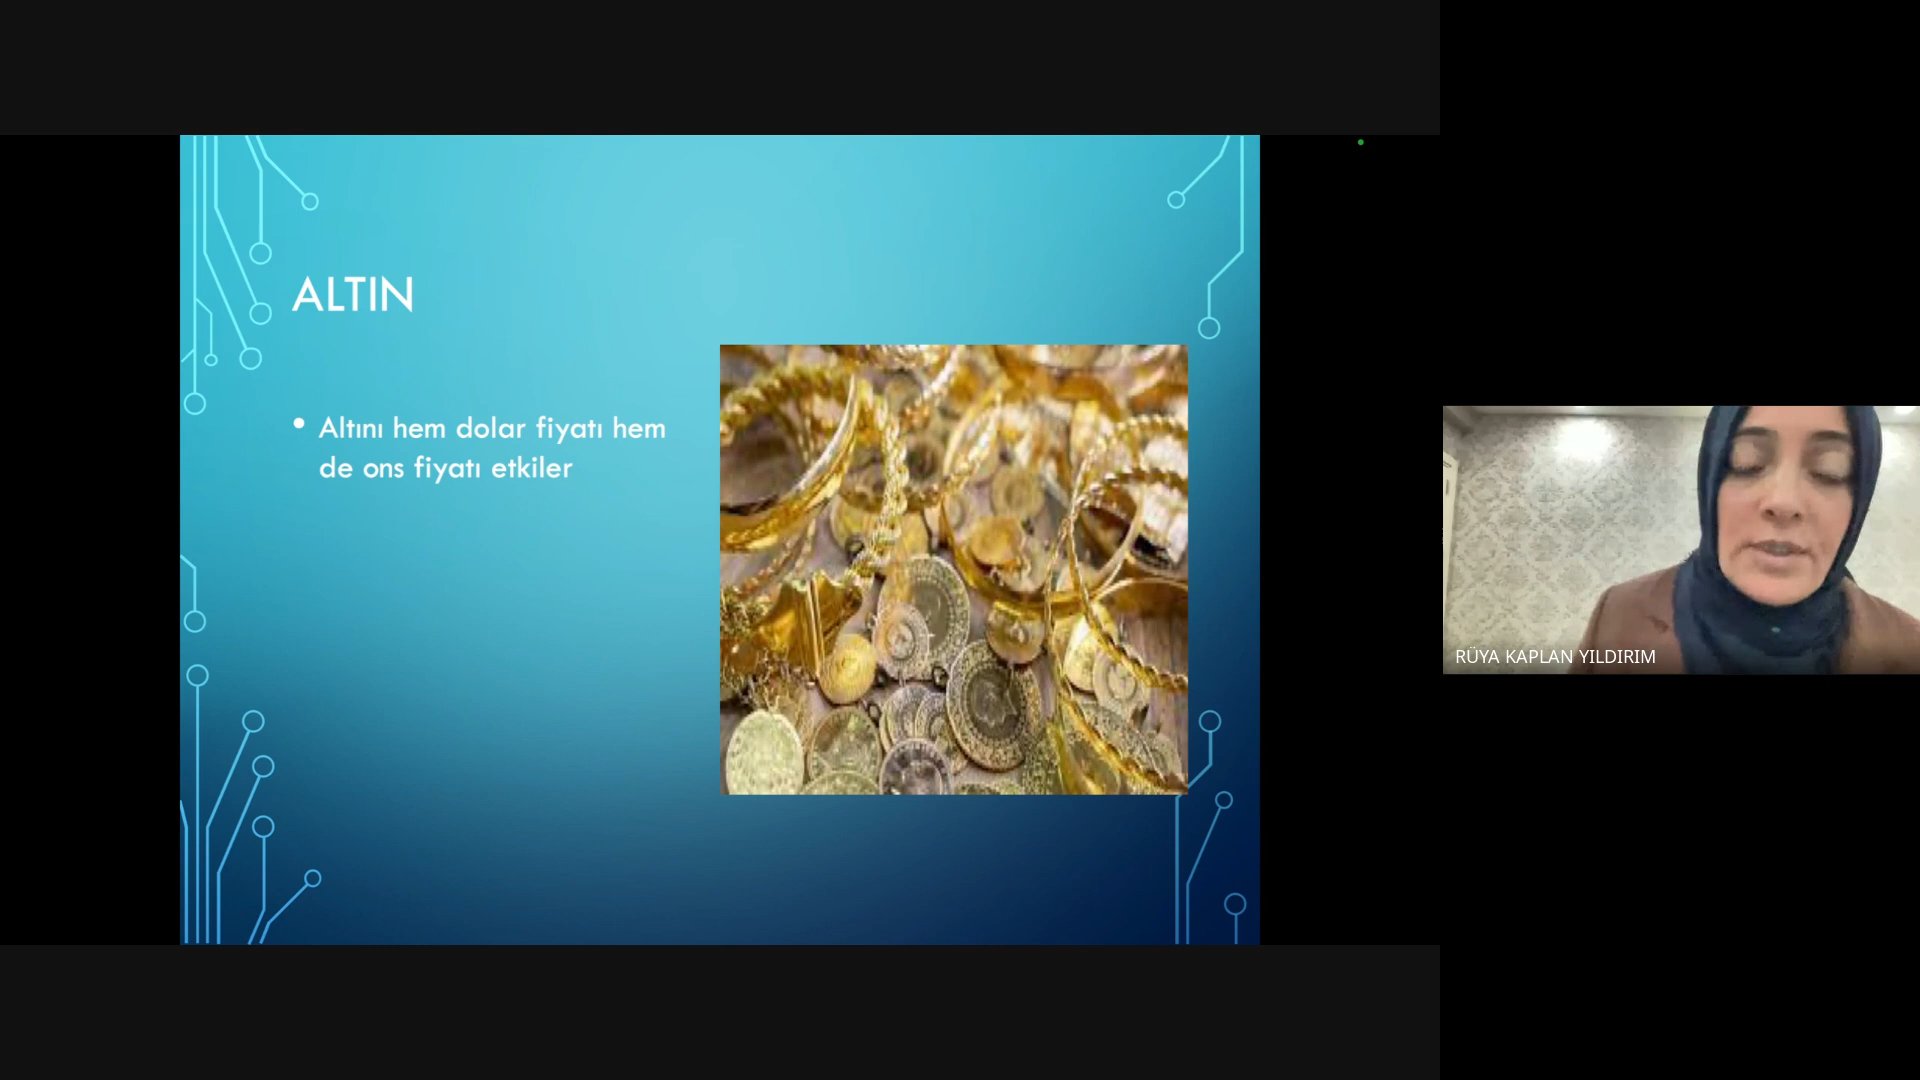 ALTIN
• Altını hem dolar fiyatı hem
de ons fiyatı etkiler
RÜYA KAPLAN YILDIRIM